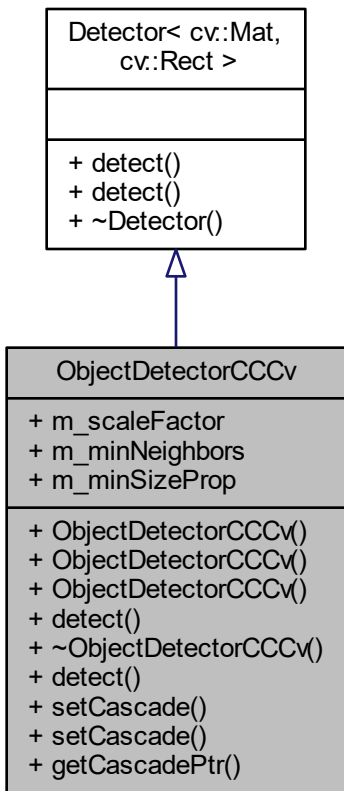 Detector< cv::Mat,
cv::Rect >
+ detect()
+ detect()
+ ~Detector()
ObjectDetectorCCCv
+ m_scaleFactor
+ m_minNeighbors
+ m_minSizeProp
+ ObjectDetectorCCCv()
+ ObjectDetectorCCCv()
+ ObjectDetectorCCCv()
+ detect()
+ ~ObjectDetectorCCCv()
+ detect()
+ setCascade()
+ setCascade()
+ getCascadePtr()